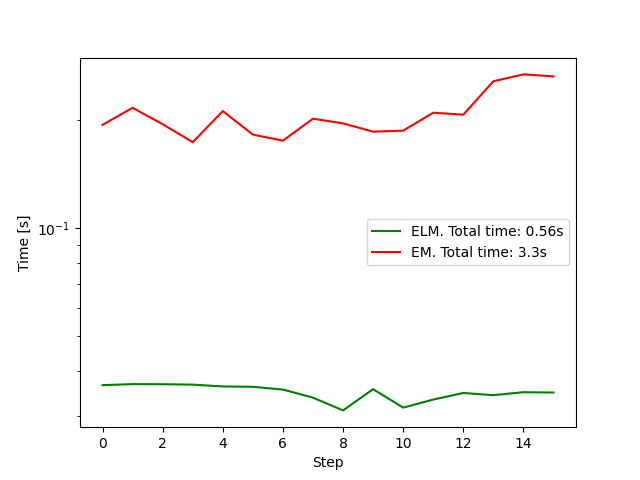 Time [s]
10⁻¹
ELM. Total time: 0.56s
EM. Total time: 3.3s
0 2 4 6 8 10 12 14
Step